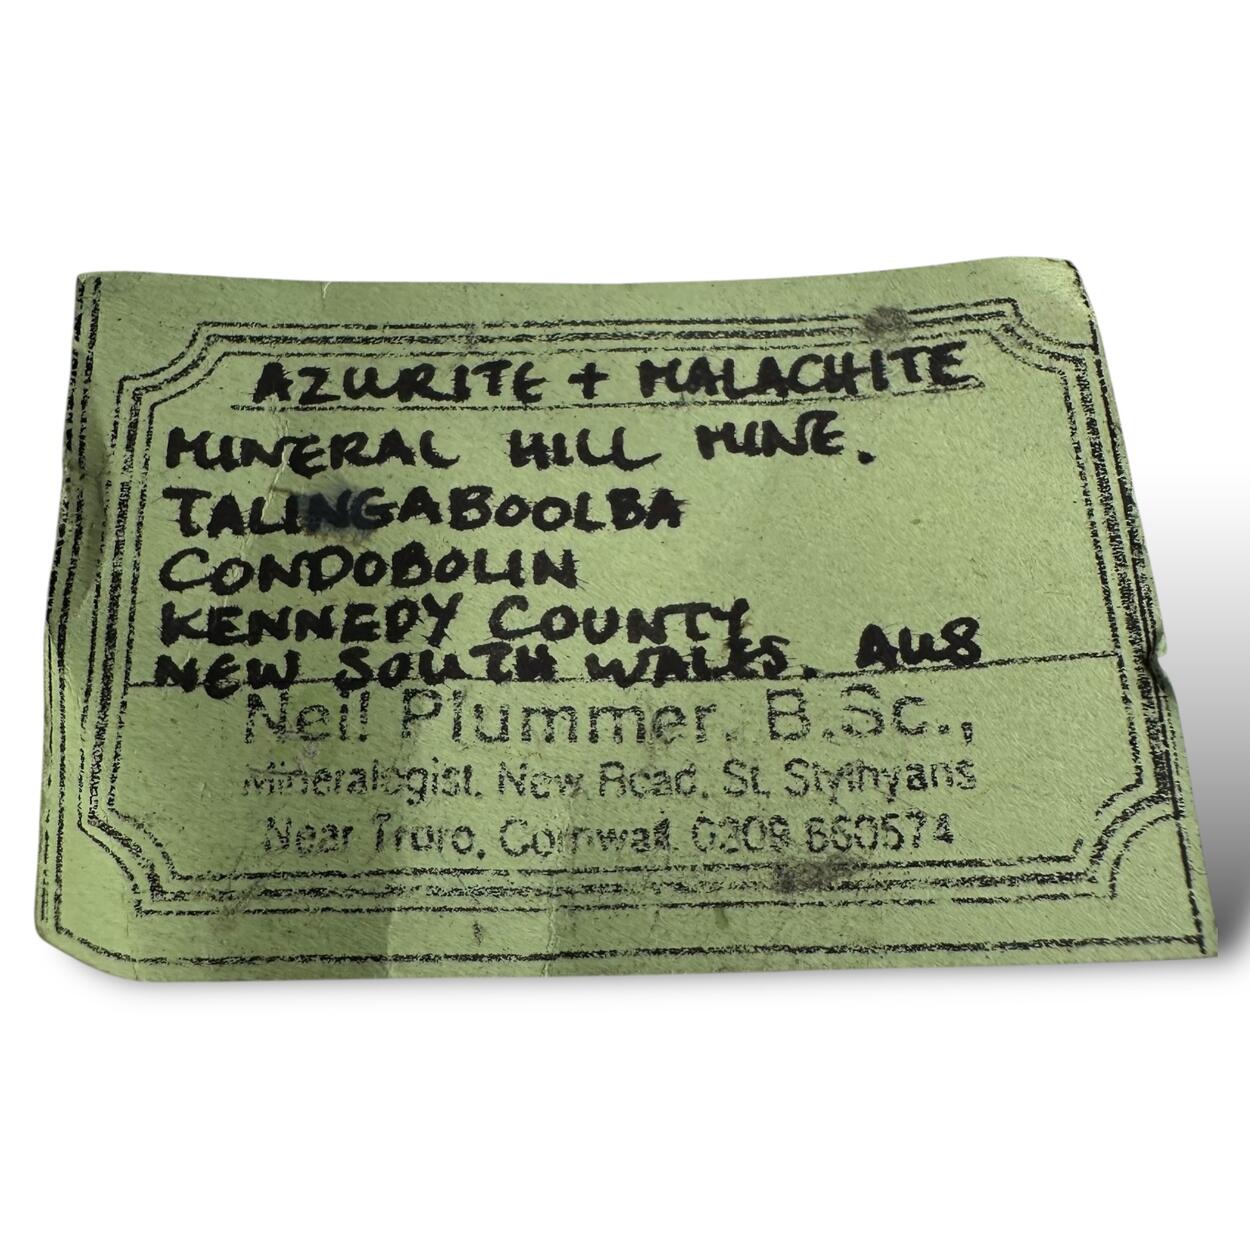 AZURITE + MALACHITE
MINERAL HILL MINE.
TALINGABOOLBA
CONDOBOLIN
KENNEDY COUNTY
NEW SOUTH WALES. AUS
Neil Plummer. B.Sc.,
Mineralogist. New Road. St. Stythyans
Near Truro, Cornwall. 0209 860574